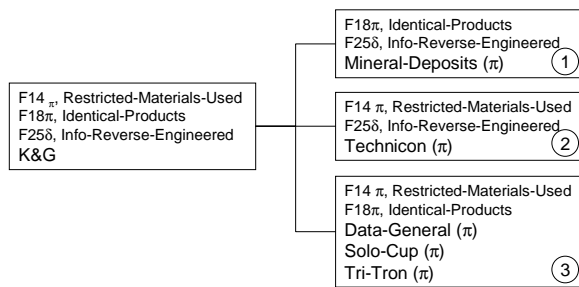 F14 π, Restricted-Materials-Used
F18π, Identical-Products
F25δ, Info-Reverse-Engineered
K&G
F18π, Identical-Products
F25δ, Info-Reverse-Engineered
Mineral-Deposits (π)
1
F14 π, Restricted-Materials-Used
F25δ, Info-Reverse-Engineered
Technicon (π)
2
F14 π, Restricted-Materials-Used
F18π, Identical-Products
Data-General (π)
Solo-Cup (π)
Tri-Tron (π)
3